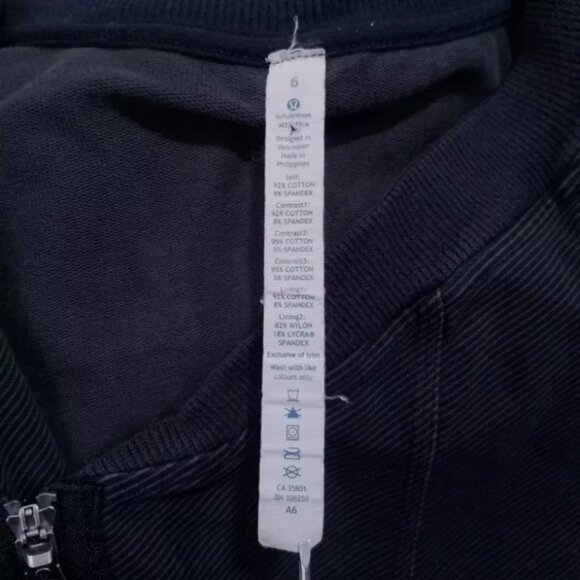 6
lululemon
athletica
Designed in
Vancouver
Made in
Philippines
Self:
92% COTTON
8% SPANDEX
Contrast1:
92% COTTON
8% SPANDEX
Contrast2:
95% COTTON
5% SPANDEX
Contrast3:
95% COTTON
5% SPANDEX
Lining1:
92% COTTON
8% SPANDEX
Lining2:
82% NYLON
18% LYCRA®
SPANDEX
Exclusive of trim
Wash with like
colours only
CA 35801
RN 106259
A6